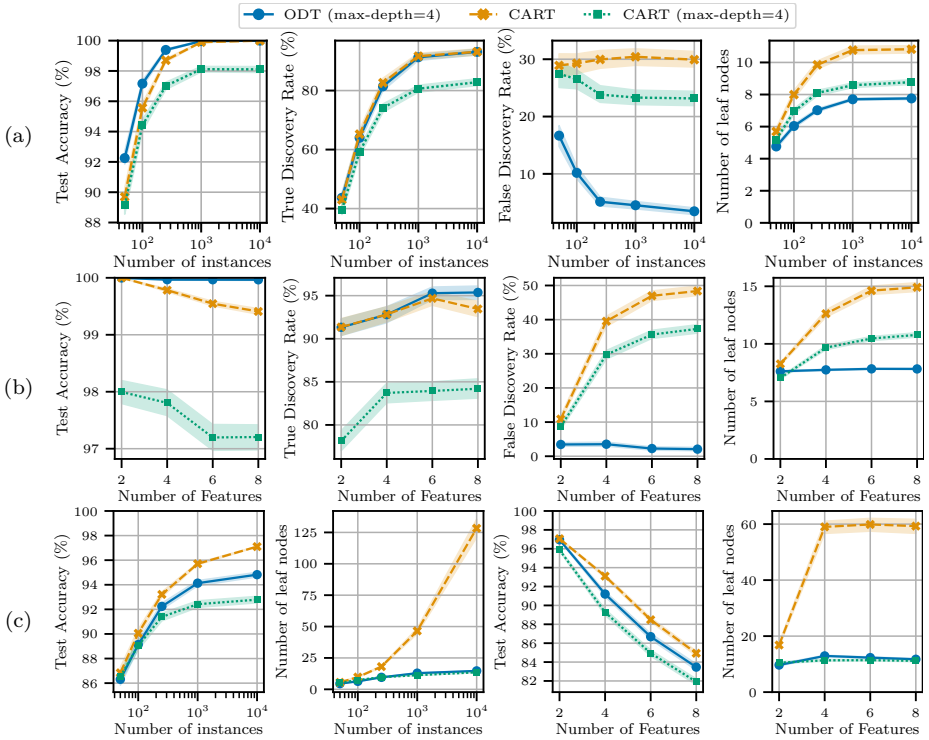 ODT (max-depth=4) CART CART (max-depth=4)
(a)
Test Accuracy (%)
100
98
96
94
92
90
88
10² 10³ 10⁴
Number of instances
True Discovery Rate (%)
80
60
40
10² 10³ 10⁴
Number of instances
False Discovery Rate (%)
30
20
10
10² 10³ 10⁴
Number of instances
Number of leaf nodes
10
8
6
4
2
0
10² 10³ 10⁴
Number of instances
(b)
Test Accuracy (%)
100
99
98
97
2 4 6 8
Number of Features
True Discovery Rate (%)
95
90
85
80
2 4 6 8
Number of Features
False Discovery Rate (%)
50
40
30
20
10
0
2 4 6 8
Number of Features
Number of leaf nodes
15
10
5
0
2 4 6 8
Number of Features
(c)
Test Accuracy (%)
100
98
96
94
92
90
88
86
10² 10³ 10⁴
Number of instances
Number of leaf nodes
125
100
75
50
25
0
10² 10³ 10⁴
Number of instances
Test Accuracy (%)
100
98
96
94
92
90
88
86
84
82
2 4 6 8
Number of Features
Number of leaf nodes
60
40
20
0
2 4 6 8
Number of Features